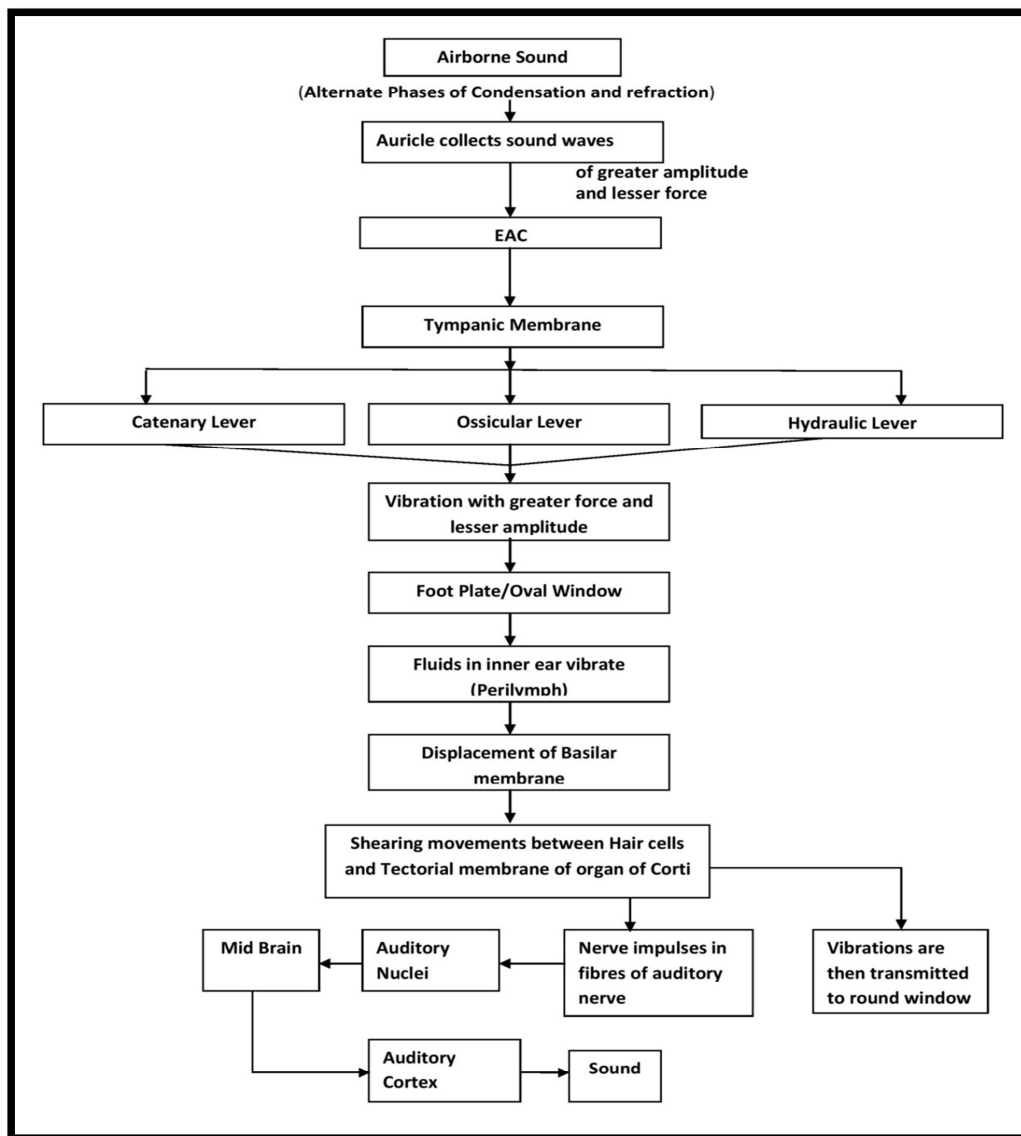 Airborne Sound
(Alternate Phases of Condensation and refraction)
Auricle collects sound waves
of greater amplitude
and lesser force
EAC
Tympanic Membrane
Catenary Lever
Ossicular Lever
Hydraulic Lever
Vibration with greater force and
lesser amplitude
Foot Plate/Oval Window
Fluids in inner ear vibrate
(Perilymph)
Displacement of Basilar
membrane
Shearing movements between Hair cells
and Tectorial membrane of organ of Corti
Mid Brain
Auditory
Nuclei
Nerve impulses in
fibres of auditory
nerve
Vibrations are
then transmitted
to round window
Auditory
Cortex
Sound